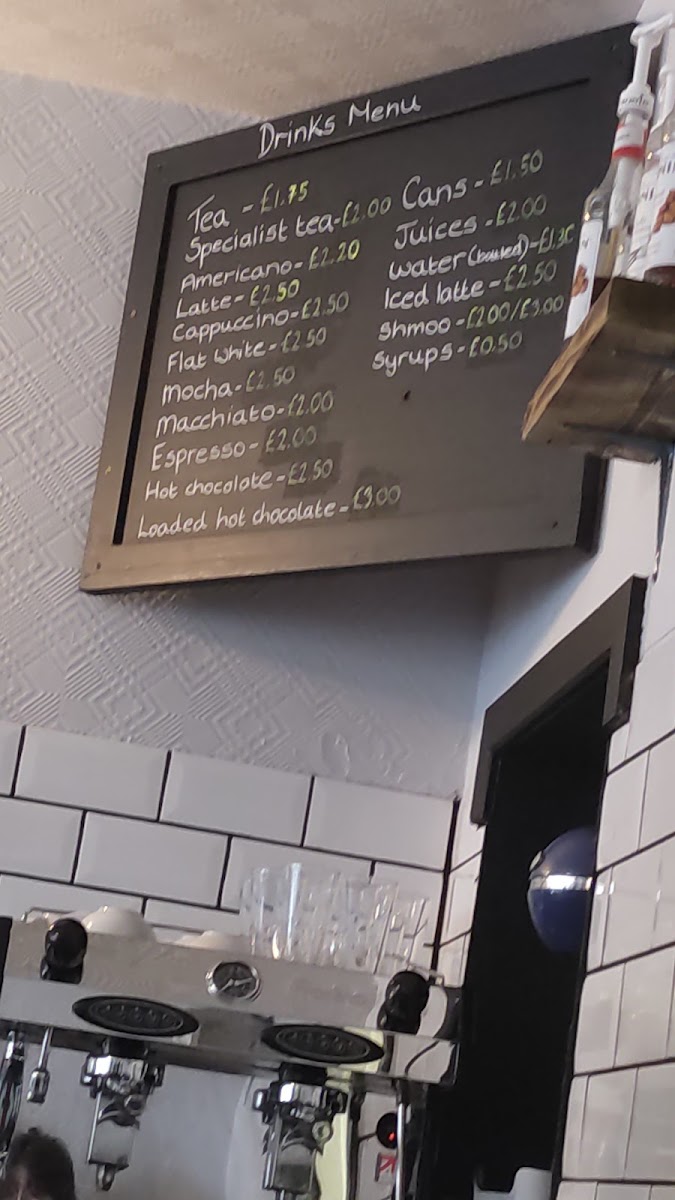 Drinks Menu
Tea - £1.75
Specialist tea - £2.00
Americano - £2.20
Latte - £2.50
Cappuccino - £2.50
Flat white - £2.50
Mocha - £2.50
Macchiato - £2.00
Espresso - £2.00
Hot chocolate - £2.50
Loaded hot chocolate - £3.00
Cans - £1.50
Juices - £2.00
Water
Iced latte - £2.50
Shmoo - £2.00/£3.00
Syrups - £0.50